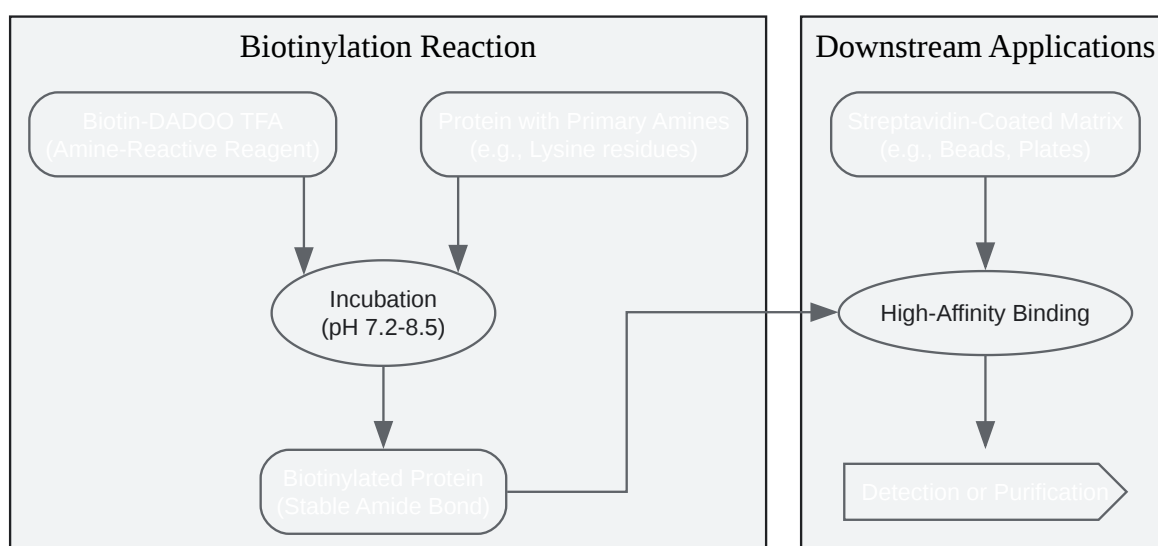 Biotinylation Reaction
Biotin-DADOO TFA
(Amine-Reactive Reagent)
Protein with Primary Amines
(e.g., Lysine residues)
Incubation
(pH 7.2-8.5)
Biotinylated Protein
(Stable Amide Bond)
Downstream Applications
Streptavidin-Coated Matrix
(e.g., Beads, Plates)
High-Affinity Binding
Detection or Purification